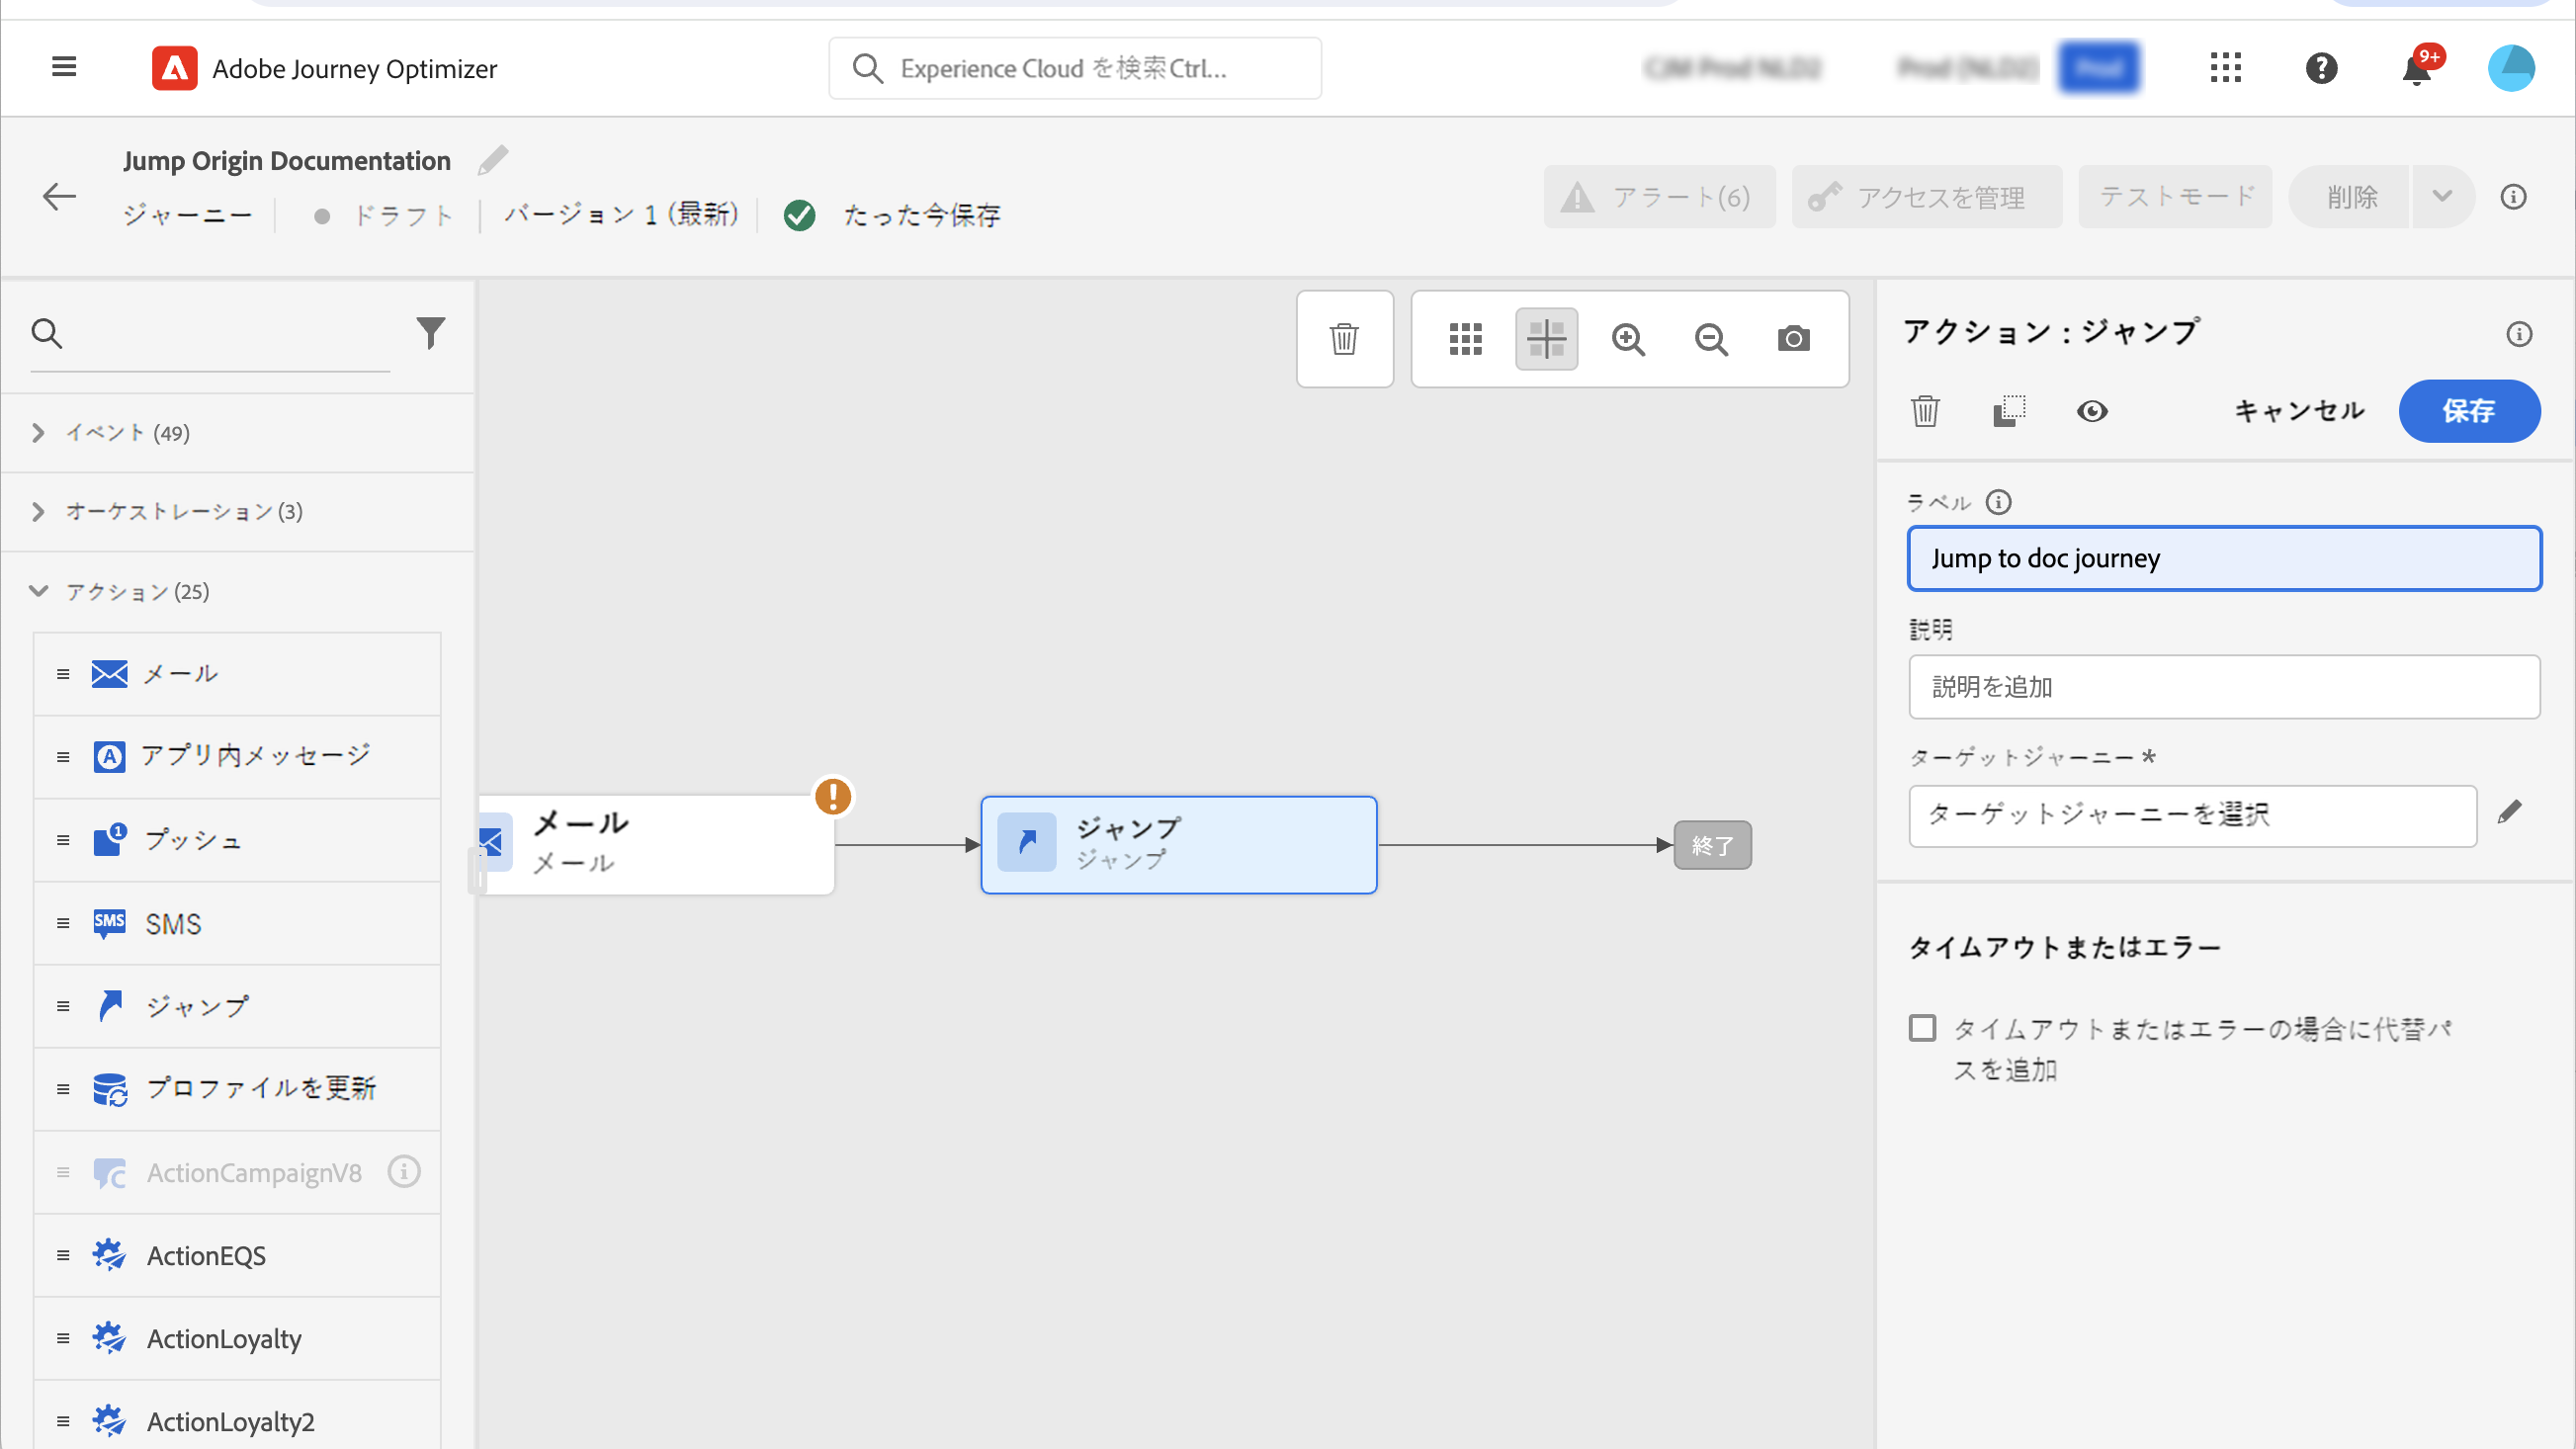 Adobe Journey Optimizer
Experience Cloud を検索Ctrl...
9+
Jump Origin Documentation
ジャーニー
ドラフト
バージョン 1 (最新)
たった今保存
アラート(6)
アクセスを管理
テストモード
削除
イベント (49)
オーケストレーション (3)
アクション (25)
メール
アプリ内メッセージ
プッシュ
SMS
SMS
ジャンプ
プロファイルを更新
ActionCampaignV8
ActionEQS
ActionLoyalty
ActionLoyalty2
メール
メール
ジャンプ
ジャンプ
終了
アクション : ジャンプ
キャンセル
保存
ラベル
Jump to doc journey
説明
説明を追加
ターゲットジャーニー *
ターゲットジャーニーを選択
タイムアウトまたはエラー
タイムアウトまたはエラーの場合に代替パ
スを追加